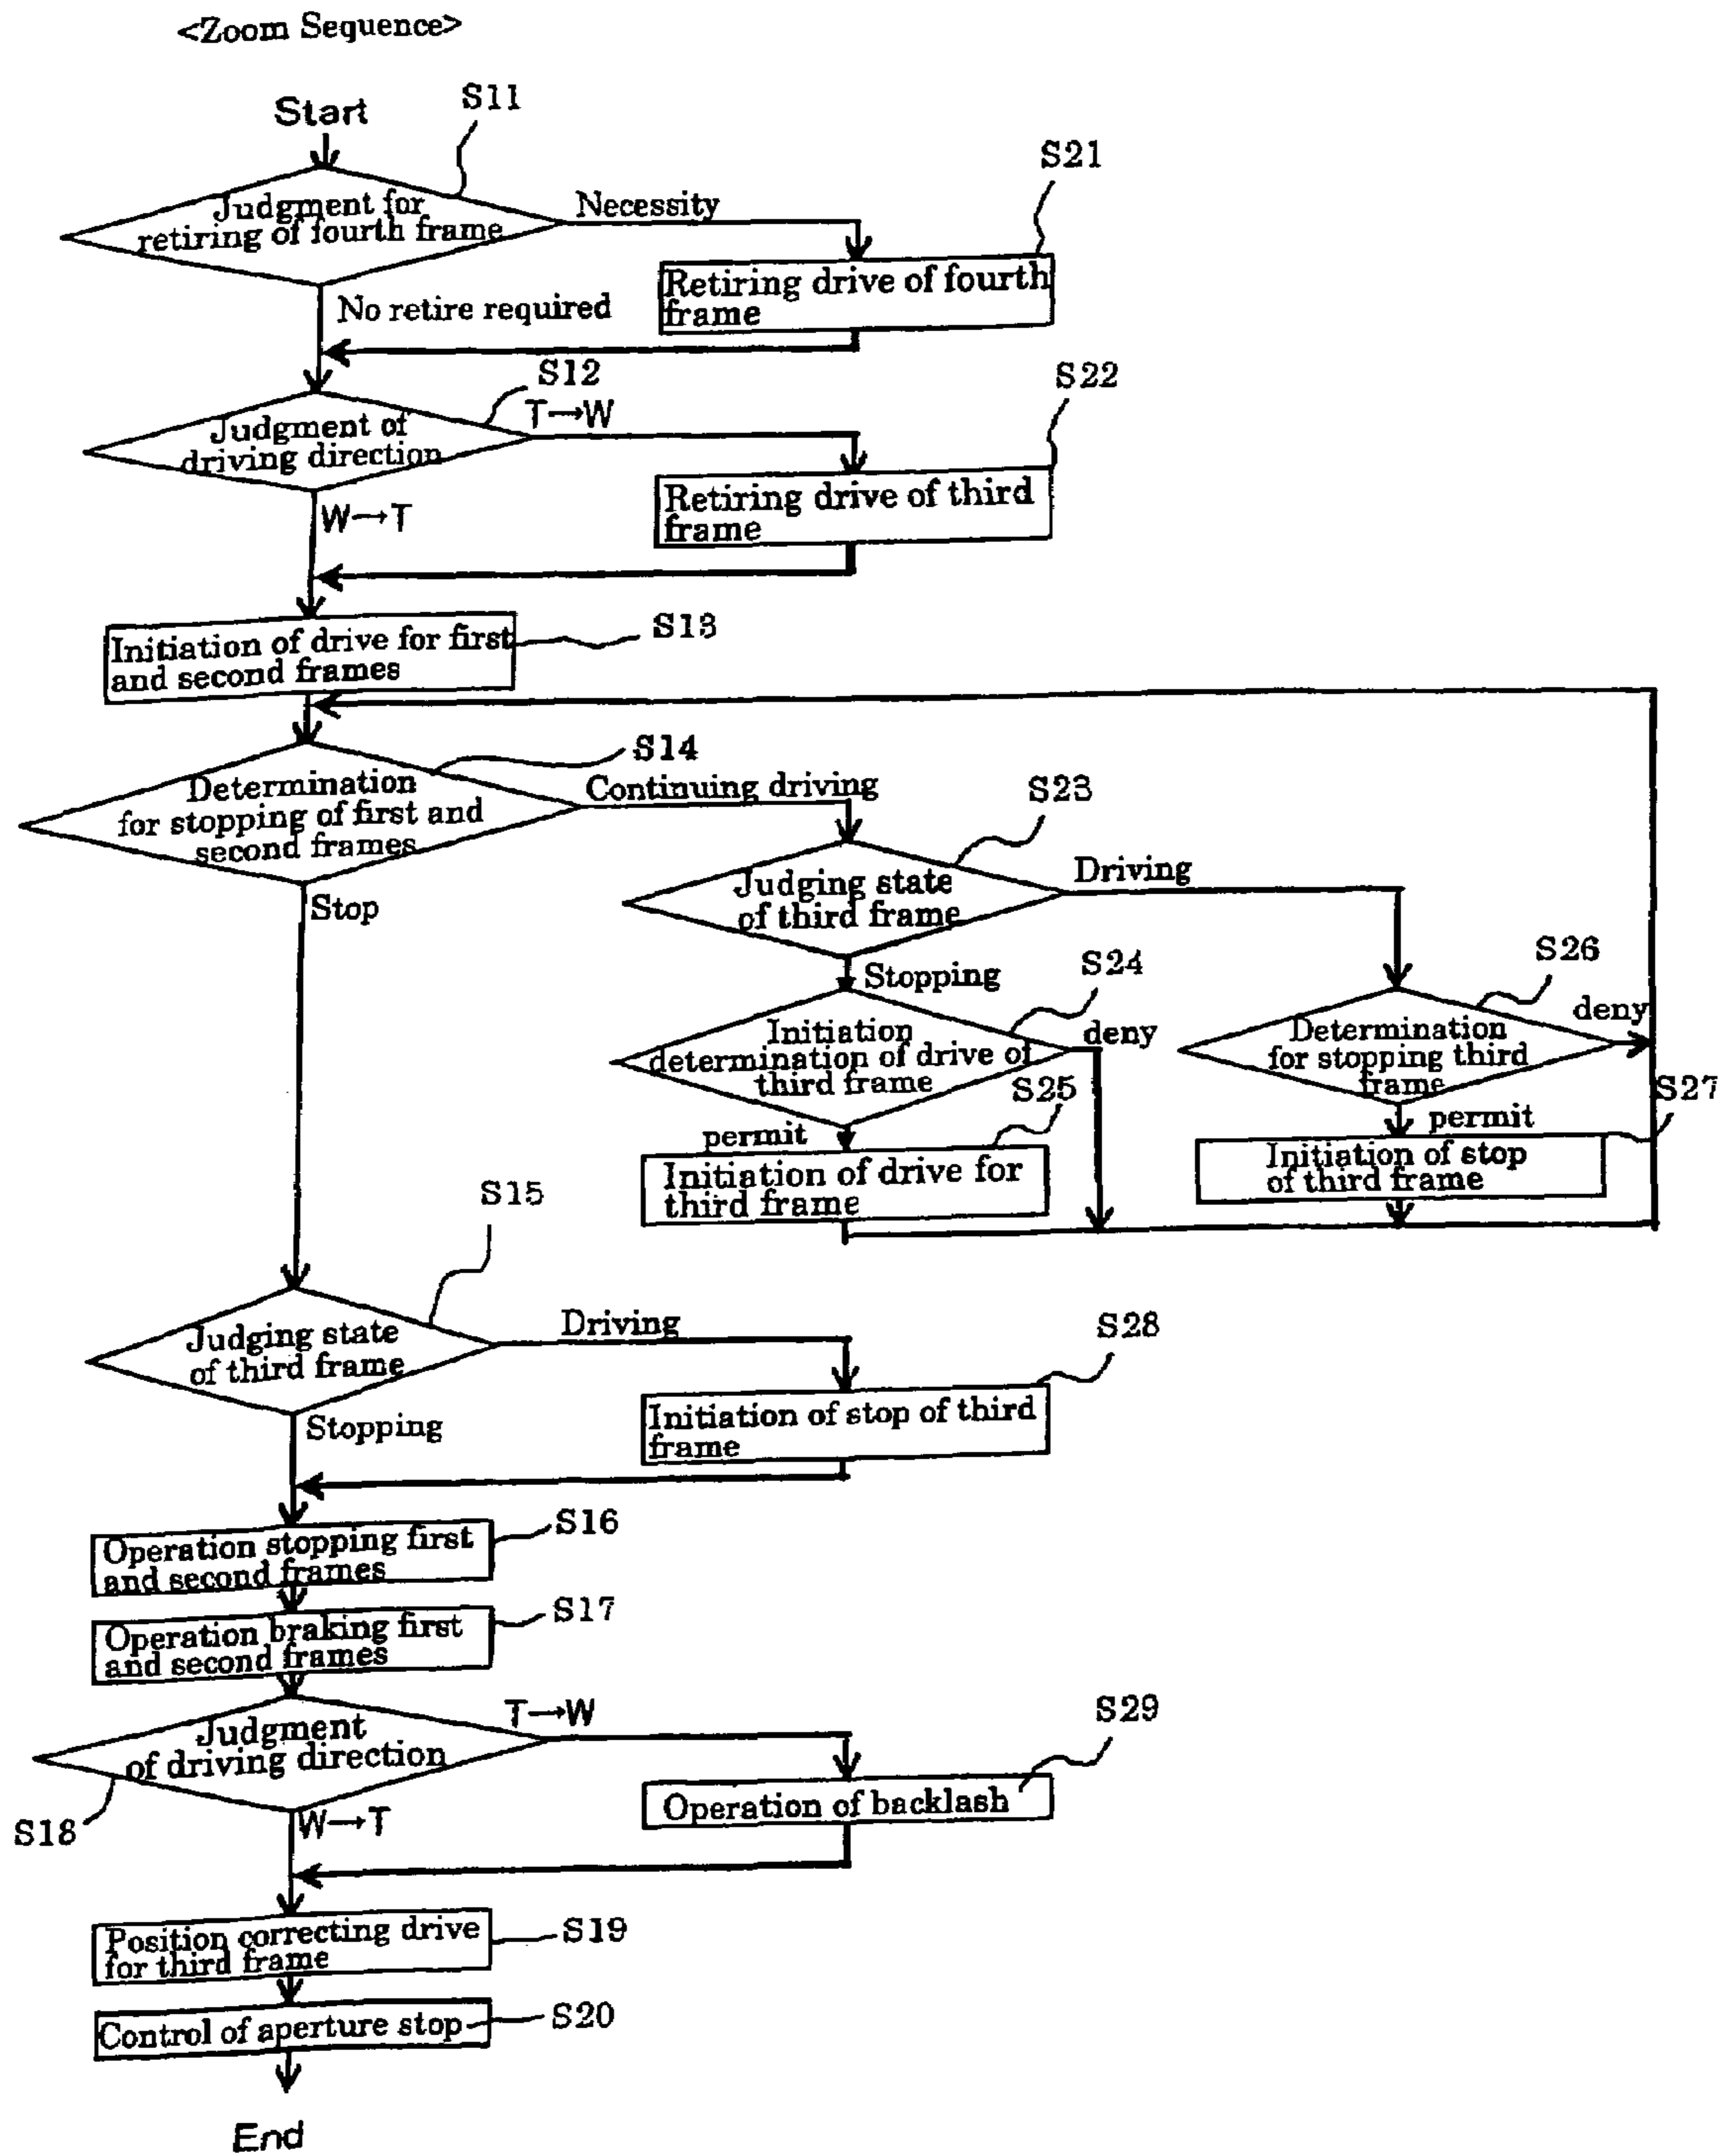 <Zoom Sequence>
Start
S11
Judgment for
retiring of fourth frame
Necessity
S21
Retiring drive of fourth
frame
No retire required
S12
Judgment of
driving direction
T→W
S22
Retiring drive of third
frame
W→T
Initiation of drive for first
and second frames
S13
S14
Determination
for stopping of first and
second frames
Continuing driving
Stop
S23
Judging state
of third frame
Driving
Stopping
S24
Initiation
determination of drive of
third frame
deny
S26
Determination
for stopping third
frame
deny
S25
permit
Initiation of drive for
third frame
S27
permit
Initiation of stop
of third frame
S15
Judging state
of third frame
Driving
S28
Initiation of stop of third
frame
Stopping
Operation stopping first
and second frames
S16
Operation braking first
and second frames
S17
Judgment
of driving direction
T→W
S29
Operation of backlash
S18
W→T
Position correcting drive
for third frame
S19
Control of aperture stop
S20
End